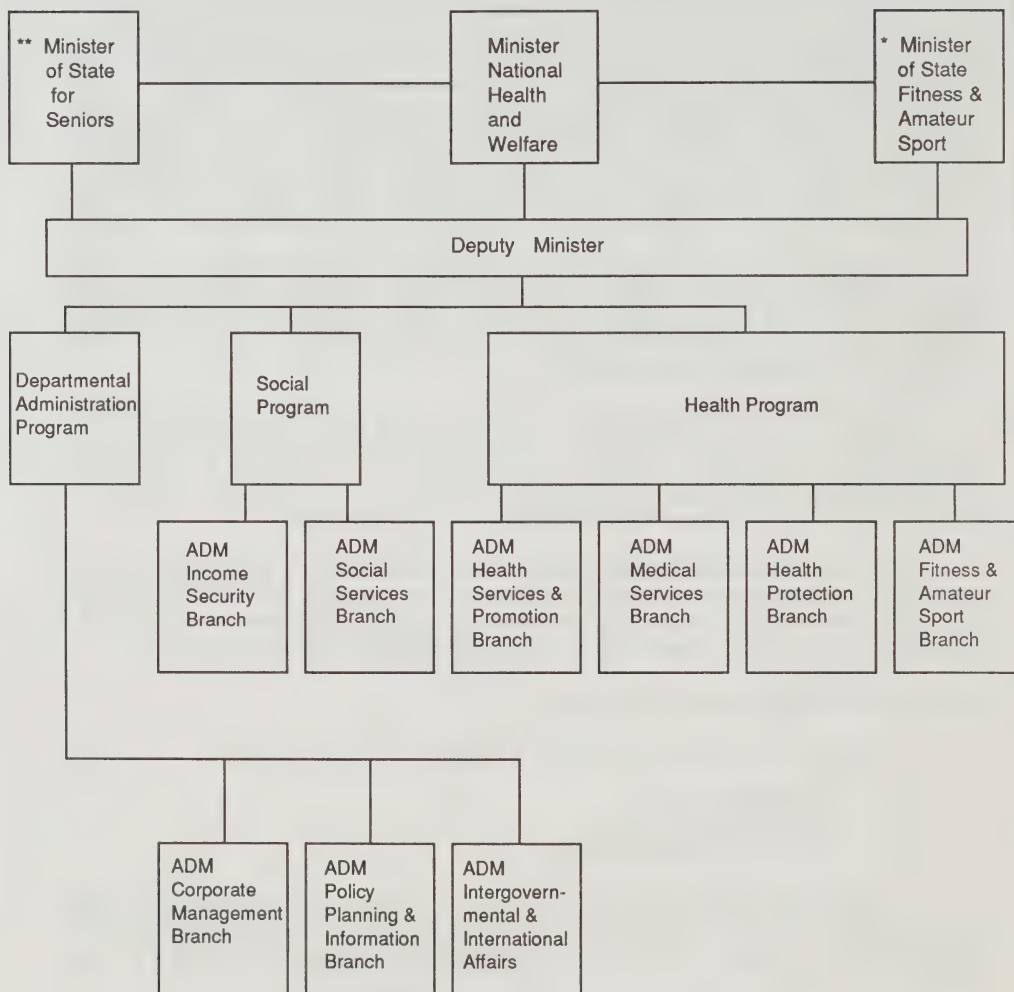 ** Minister
of State
for
Seniors
Minister
National
Health
and
Welfare
* Minister
of State
Fitness &
Amateur
Sport
Deputy Minister
Departmental
Administration
Program
Social
Program
Health Program
ADM
Income
Security
Branch
ADM
Social
Services
Branch
ADM
Health
Services &
Promotion
Branch
ADM
Medical
Services
Branch
ADM
Health
Protection
Branch
ADM
Fitness &
Amateur
Sport
Branch
ADM
Corporate
Management
Branch
ADM
Policy
Planning &
Information
Branch
ADM
Intergovern-
mental &
International
Affairs